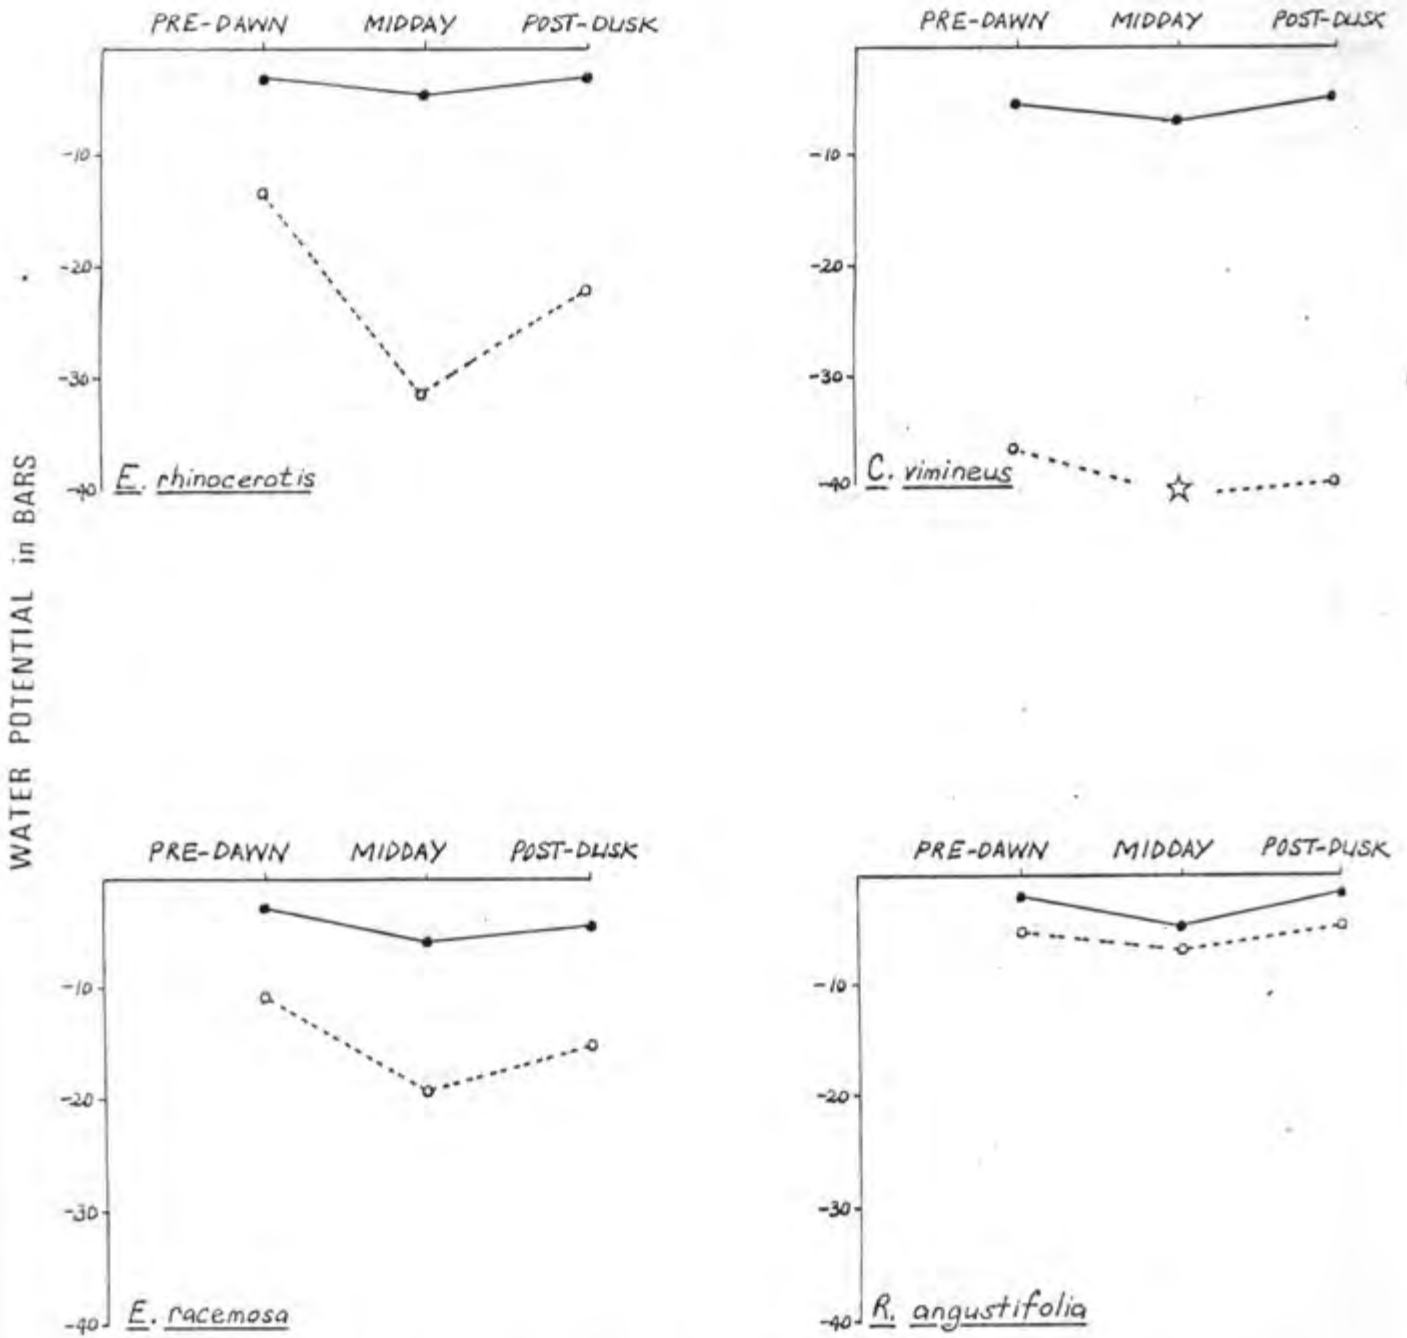 PRE-DAWN MIDDAY POST-DUSK
-10
-20
-30
-40
E. rhinocerotis
PRE-DAWN MIDDAY POST-DUSK
-10
-20
-30
-40
C. vimineus
WATER POTENTIAL in BARS
PRE-DAWN MIDDAY POST-DUSK
-10
-20
-30
-40
E. racemosa
PRE-DAWN MIDDAY POST-DUSK
-10
-20
-30
-40
R. angustifolia